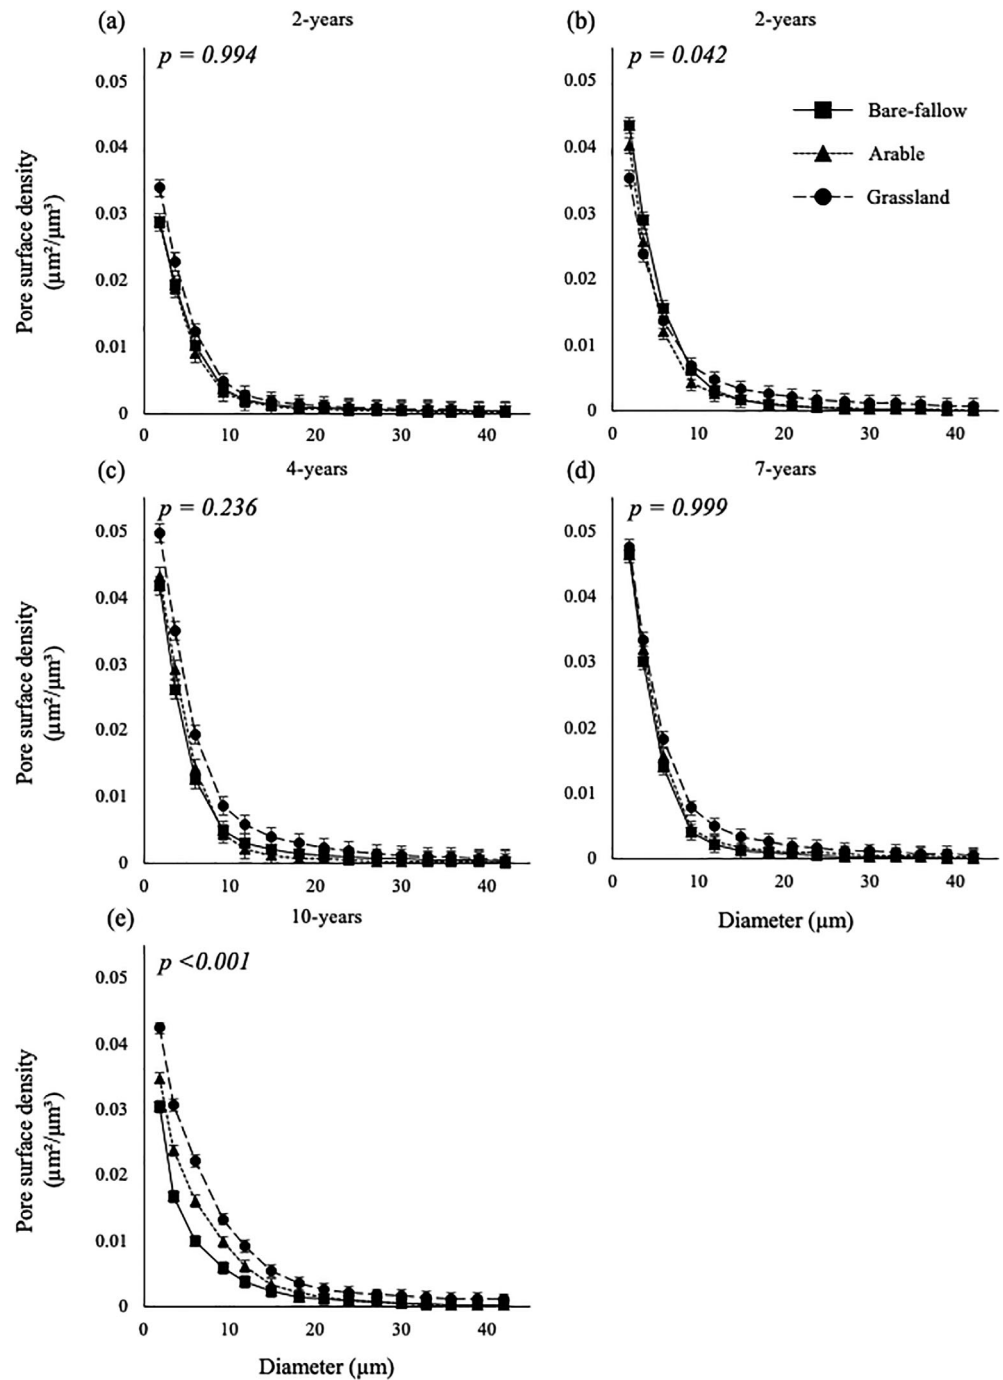 (a) 2-years
p = 0.994
0.05
0.04
0.03
0.02
0.01
0
0 10 20 30 40
Pore surface density
(µm²/µm³)
(b) 2-years
p = 0.042
0.05
0.04
0.03
0.02
0.01
0
0 10 20 30 40
Bare-fallow
Arable
Grassland
(c) 4-years
p = 0.236
0.05
0.04
0.03
0.02
0.01
0
0 10 20 30 40
Pore surface density
(µm²/µm³)
(d) 7-years
p = 0.999
0.05
0.04
0.03
0.02
0.01
0
0 10 20 30 40
Diameter (µm)
(e) 10-years
p <0.001
0.05
0.04
0.03
0.02
0.01
0
0 10 20 30 40
Pore surface density
(µm²/µm³)
Diameter (µm)